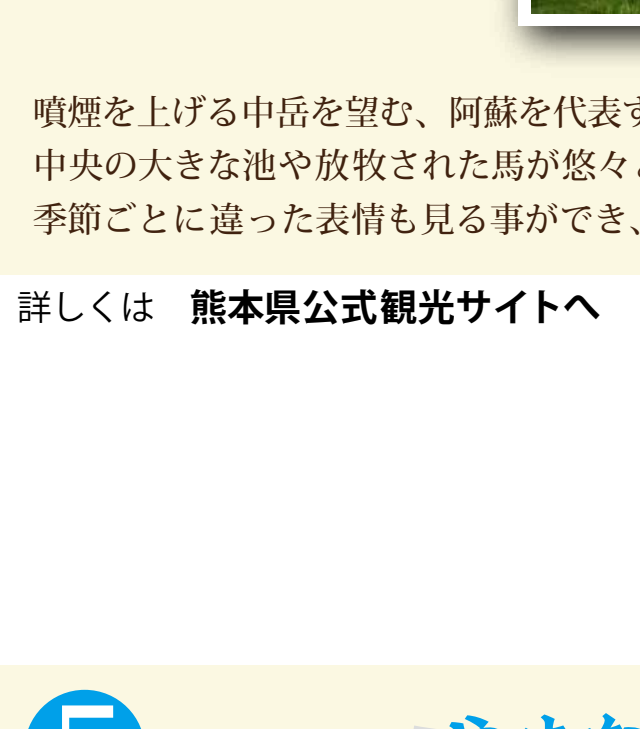 噴煙を上げる中岳を望む、阿蘇を代表す
中央の大きな池や放牧された馬が悠々
季節ごとに違った表情も見る事ができ、
詳しくは　熊本県公式観光サイトへ